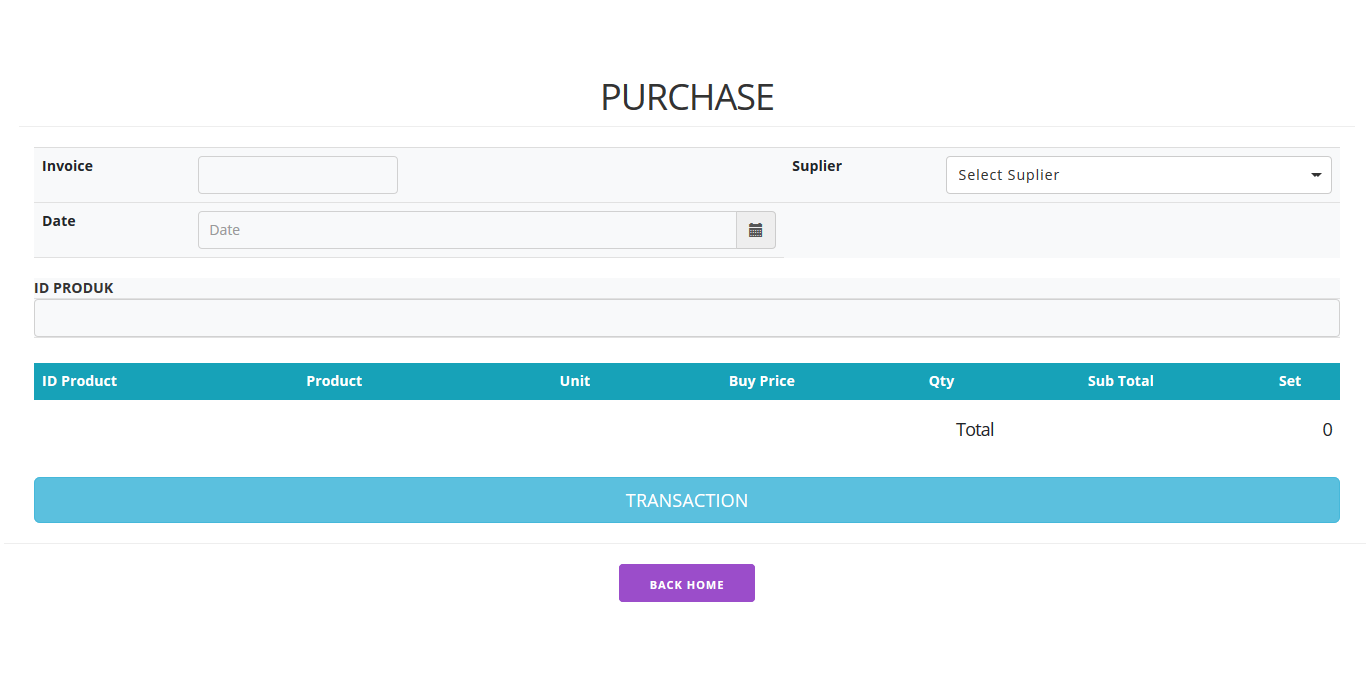 PURCHASE
Invoice
Suplier
Select Suplier
Date
Date
ID PRODUK
ID Product Product Unit Buy Price Qty Sub Total Set
Total 0
TRANSACTION
BACK HOME